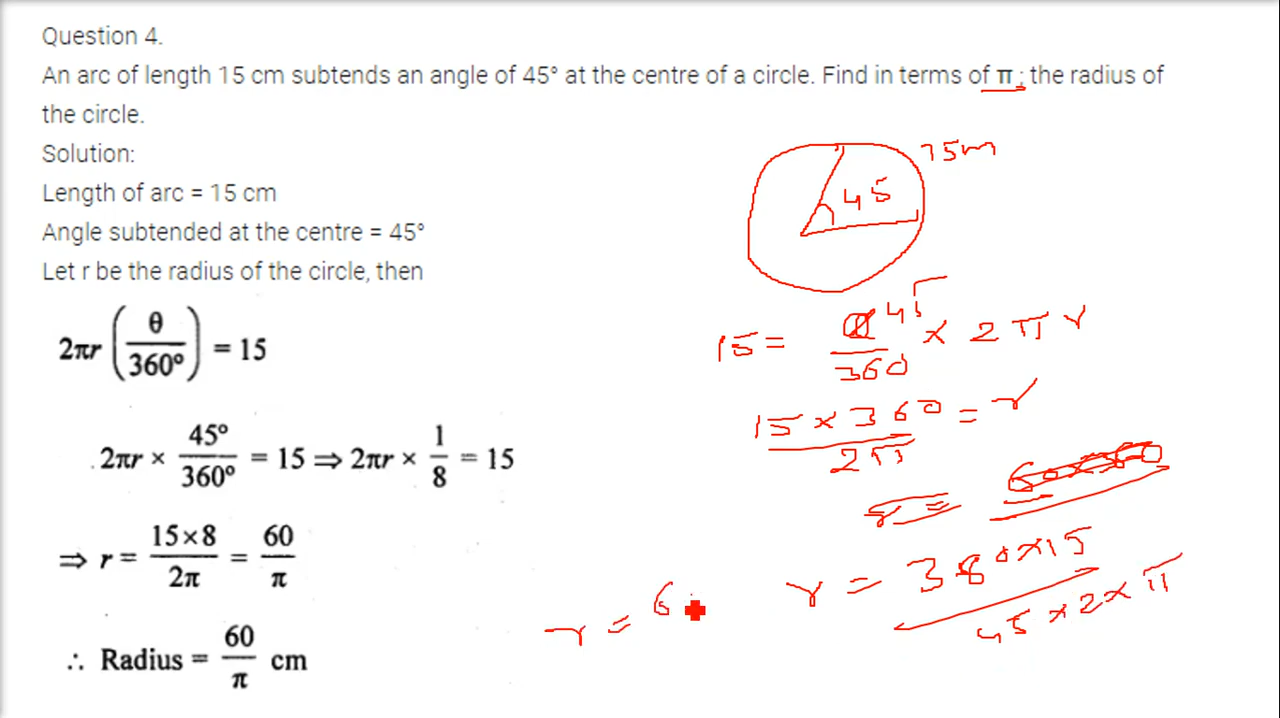 Question 4.
An arc of length 15 cm subtends an angle of 45° at the centre of a circle. Find in terms of π ; the radius of
the circle.
Solution:
Length of arc = 15 cm
Angle subtended at the centre = 45°
Let r be the radius of the circle, then
2πr (θ/360°) = 15
2πr × 45°/360° = 15 ⇒ 2πr × 1/8 = 15
⇒ r = 15×8/2π = 60/π
∴ Radius = 60/π cm
15m
45
15 = 45/360 × 2πr
15 × 360/2π = r
r =
r = 380×15/45×2×π
r = 6